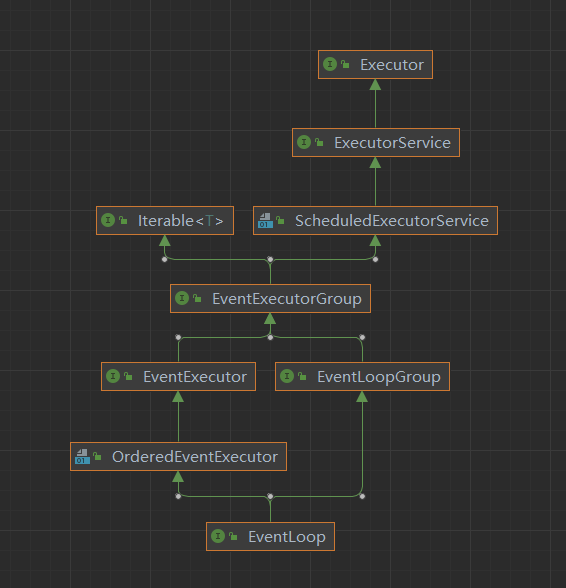 Executor
ExecutorService
Iterable<T>
ScheduledExecutorService
EventExecutorGroup
EventExecutor
EventLoopGroup
OrderedEventExecutor
EventLoop